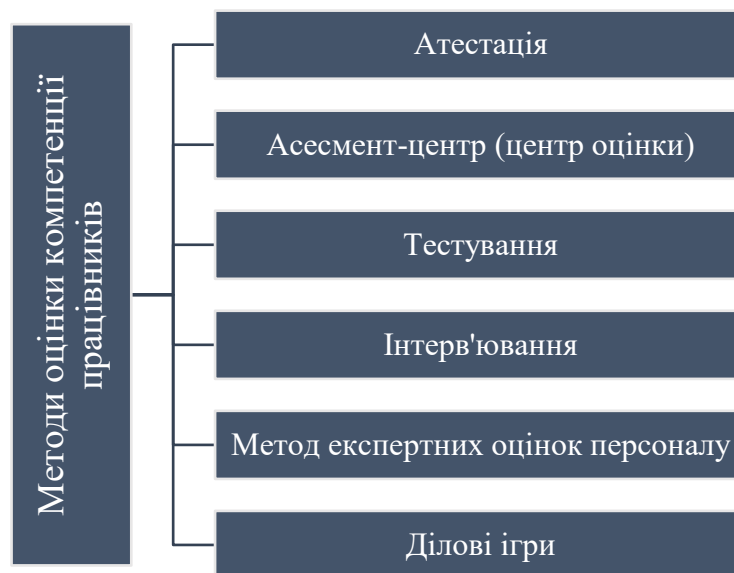 Методи оцінки компетенції
працівників
Атестація
Асесмент-центр (центр оцінки)
Тестування
Інтерв'ювання
Метод експертних оцінок персоналу
Ділові ігри